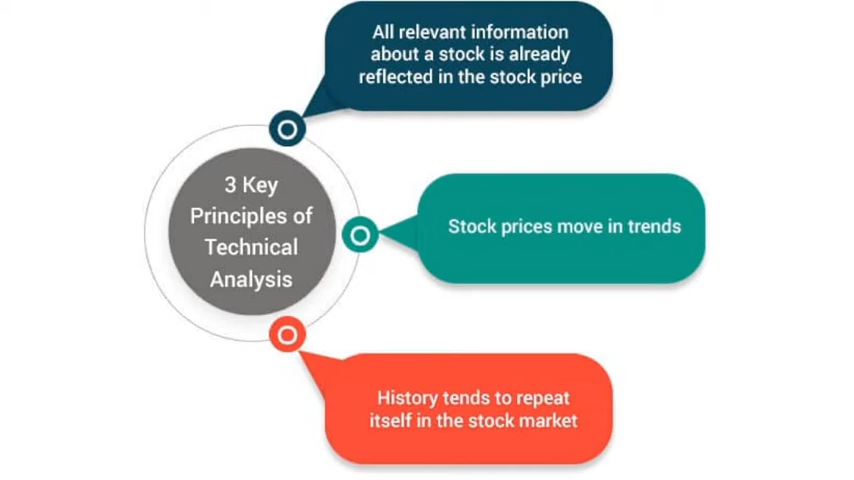 All relevant information
about a stock is already
reflected in the stock price
3 Key
Principles of
Technical
Analysis
Stock prices move in trends
History tends to repeat
itself in the stock market